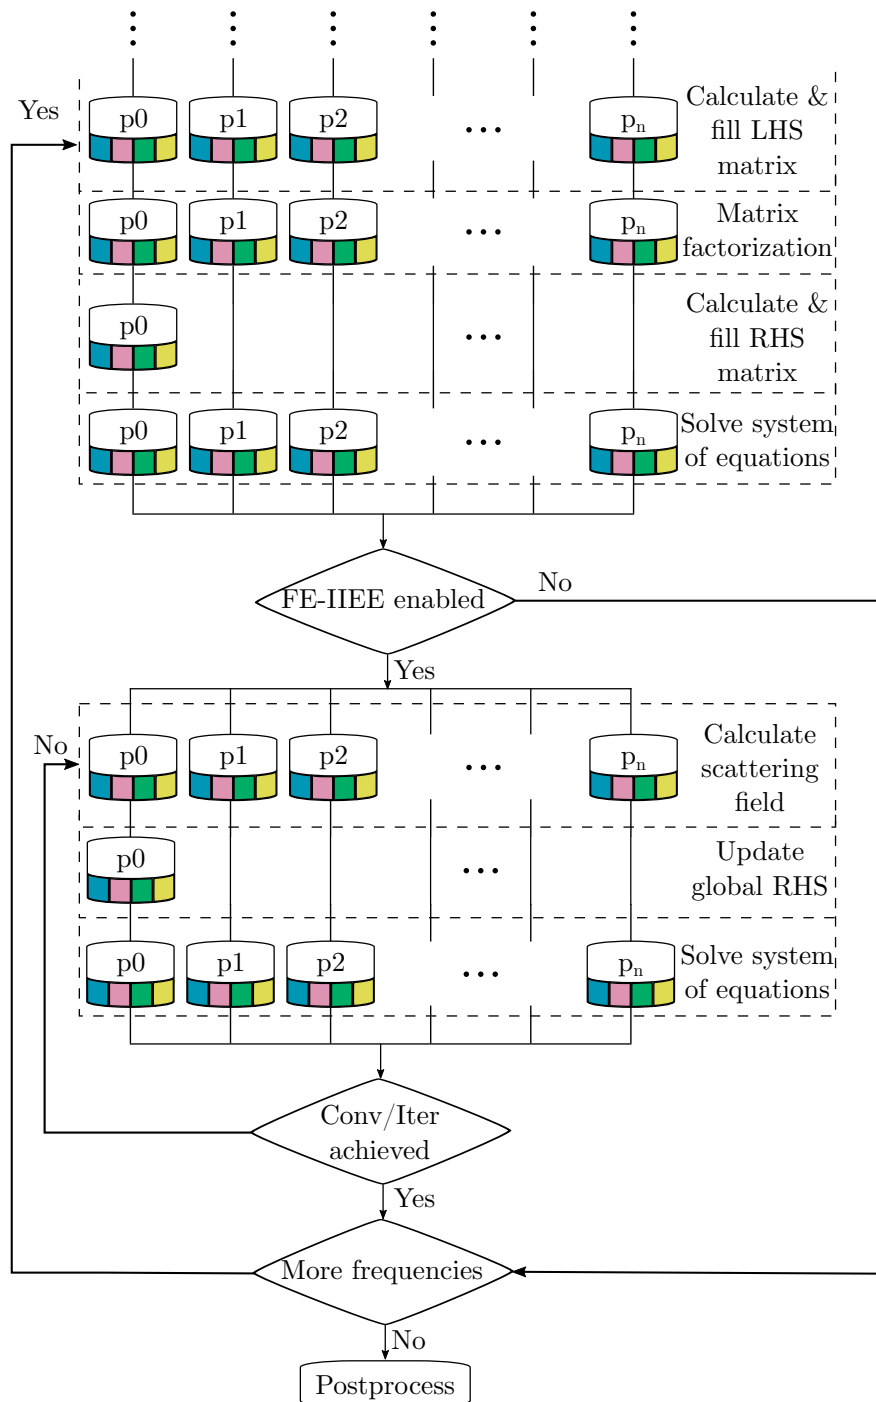 Yes
p0 p1 p2 ... pₙ
Calculate &
fill LHS
matrix
p0 p1 p2 ... pₙ
Matrix
factorization
p0 ...
Calculate &
fill RHS
matrix
p0 p1 p2 ... pₙ
Solve system
of equations
FE-IIEE enabled
No
Yes
No
p0 p1 p2 ... pₙ
Calculate
scattering
field
p0 ...
Update
global RHS
p0 p1 p2 ... pₙ
Solve system
of equations
Conv/Iter
achieved
Yes
More frequencies
No
Postprocess